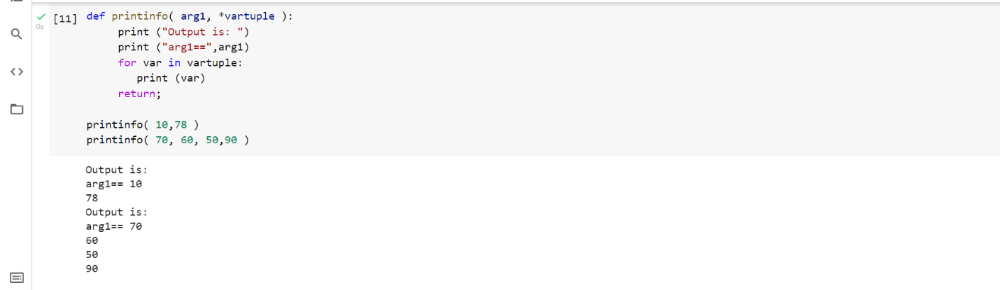 [11] def printinfo( arg1, *vartuple ):
0s
     print ("Output is: ")
     print ("arg1==",arg1)
     for var in vartuple:
        print (var)
     return;
printinfo( 10,78 )
printinfo( 70, 60, 50,90 )
Output is:
arg1== 10
78
Output is:
arg1== 70
60
50
90